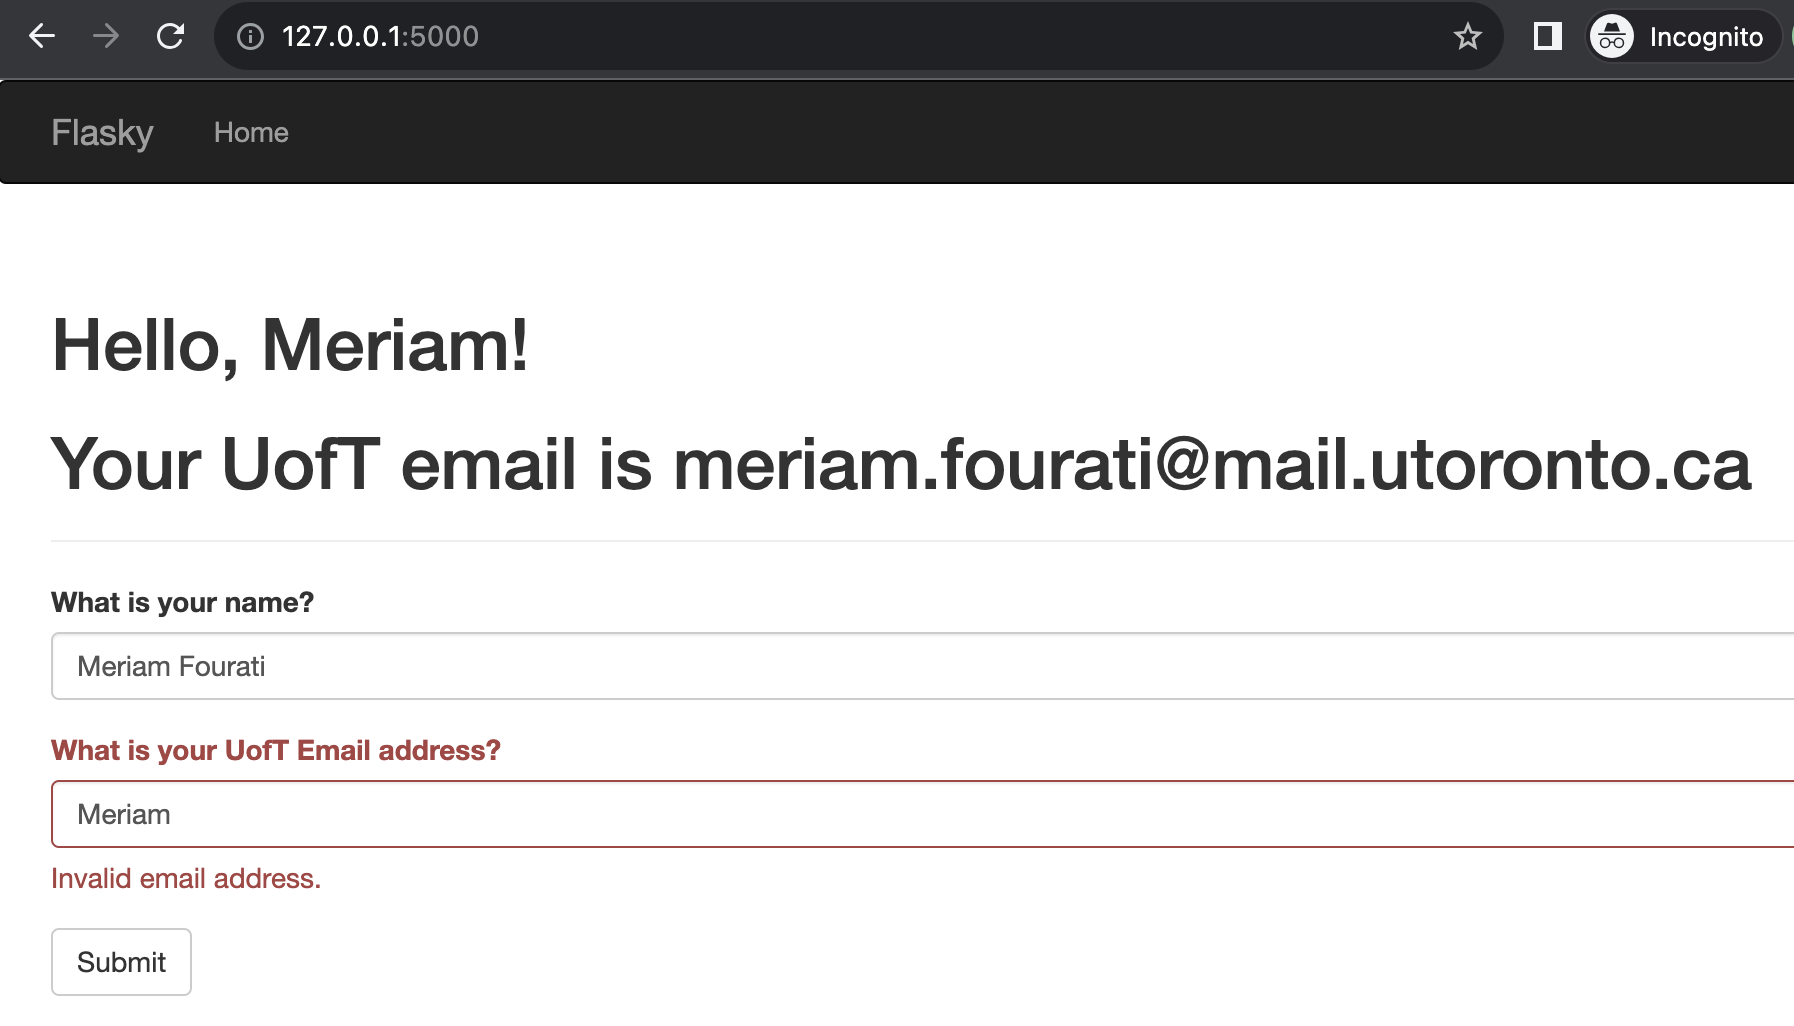 127.0.0.1:5000
Incognito
Flasky Home
Hello, Meriam!
Your UofT email is meriam.fourati@mail.utoronto.ca
What is your name?
Meriam Fourati
What is your UofT Email address?
Meriam
Invalid email address.
Submit